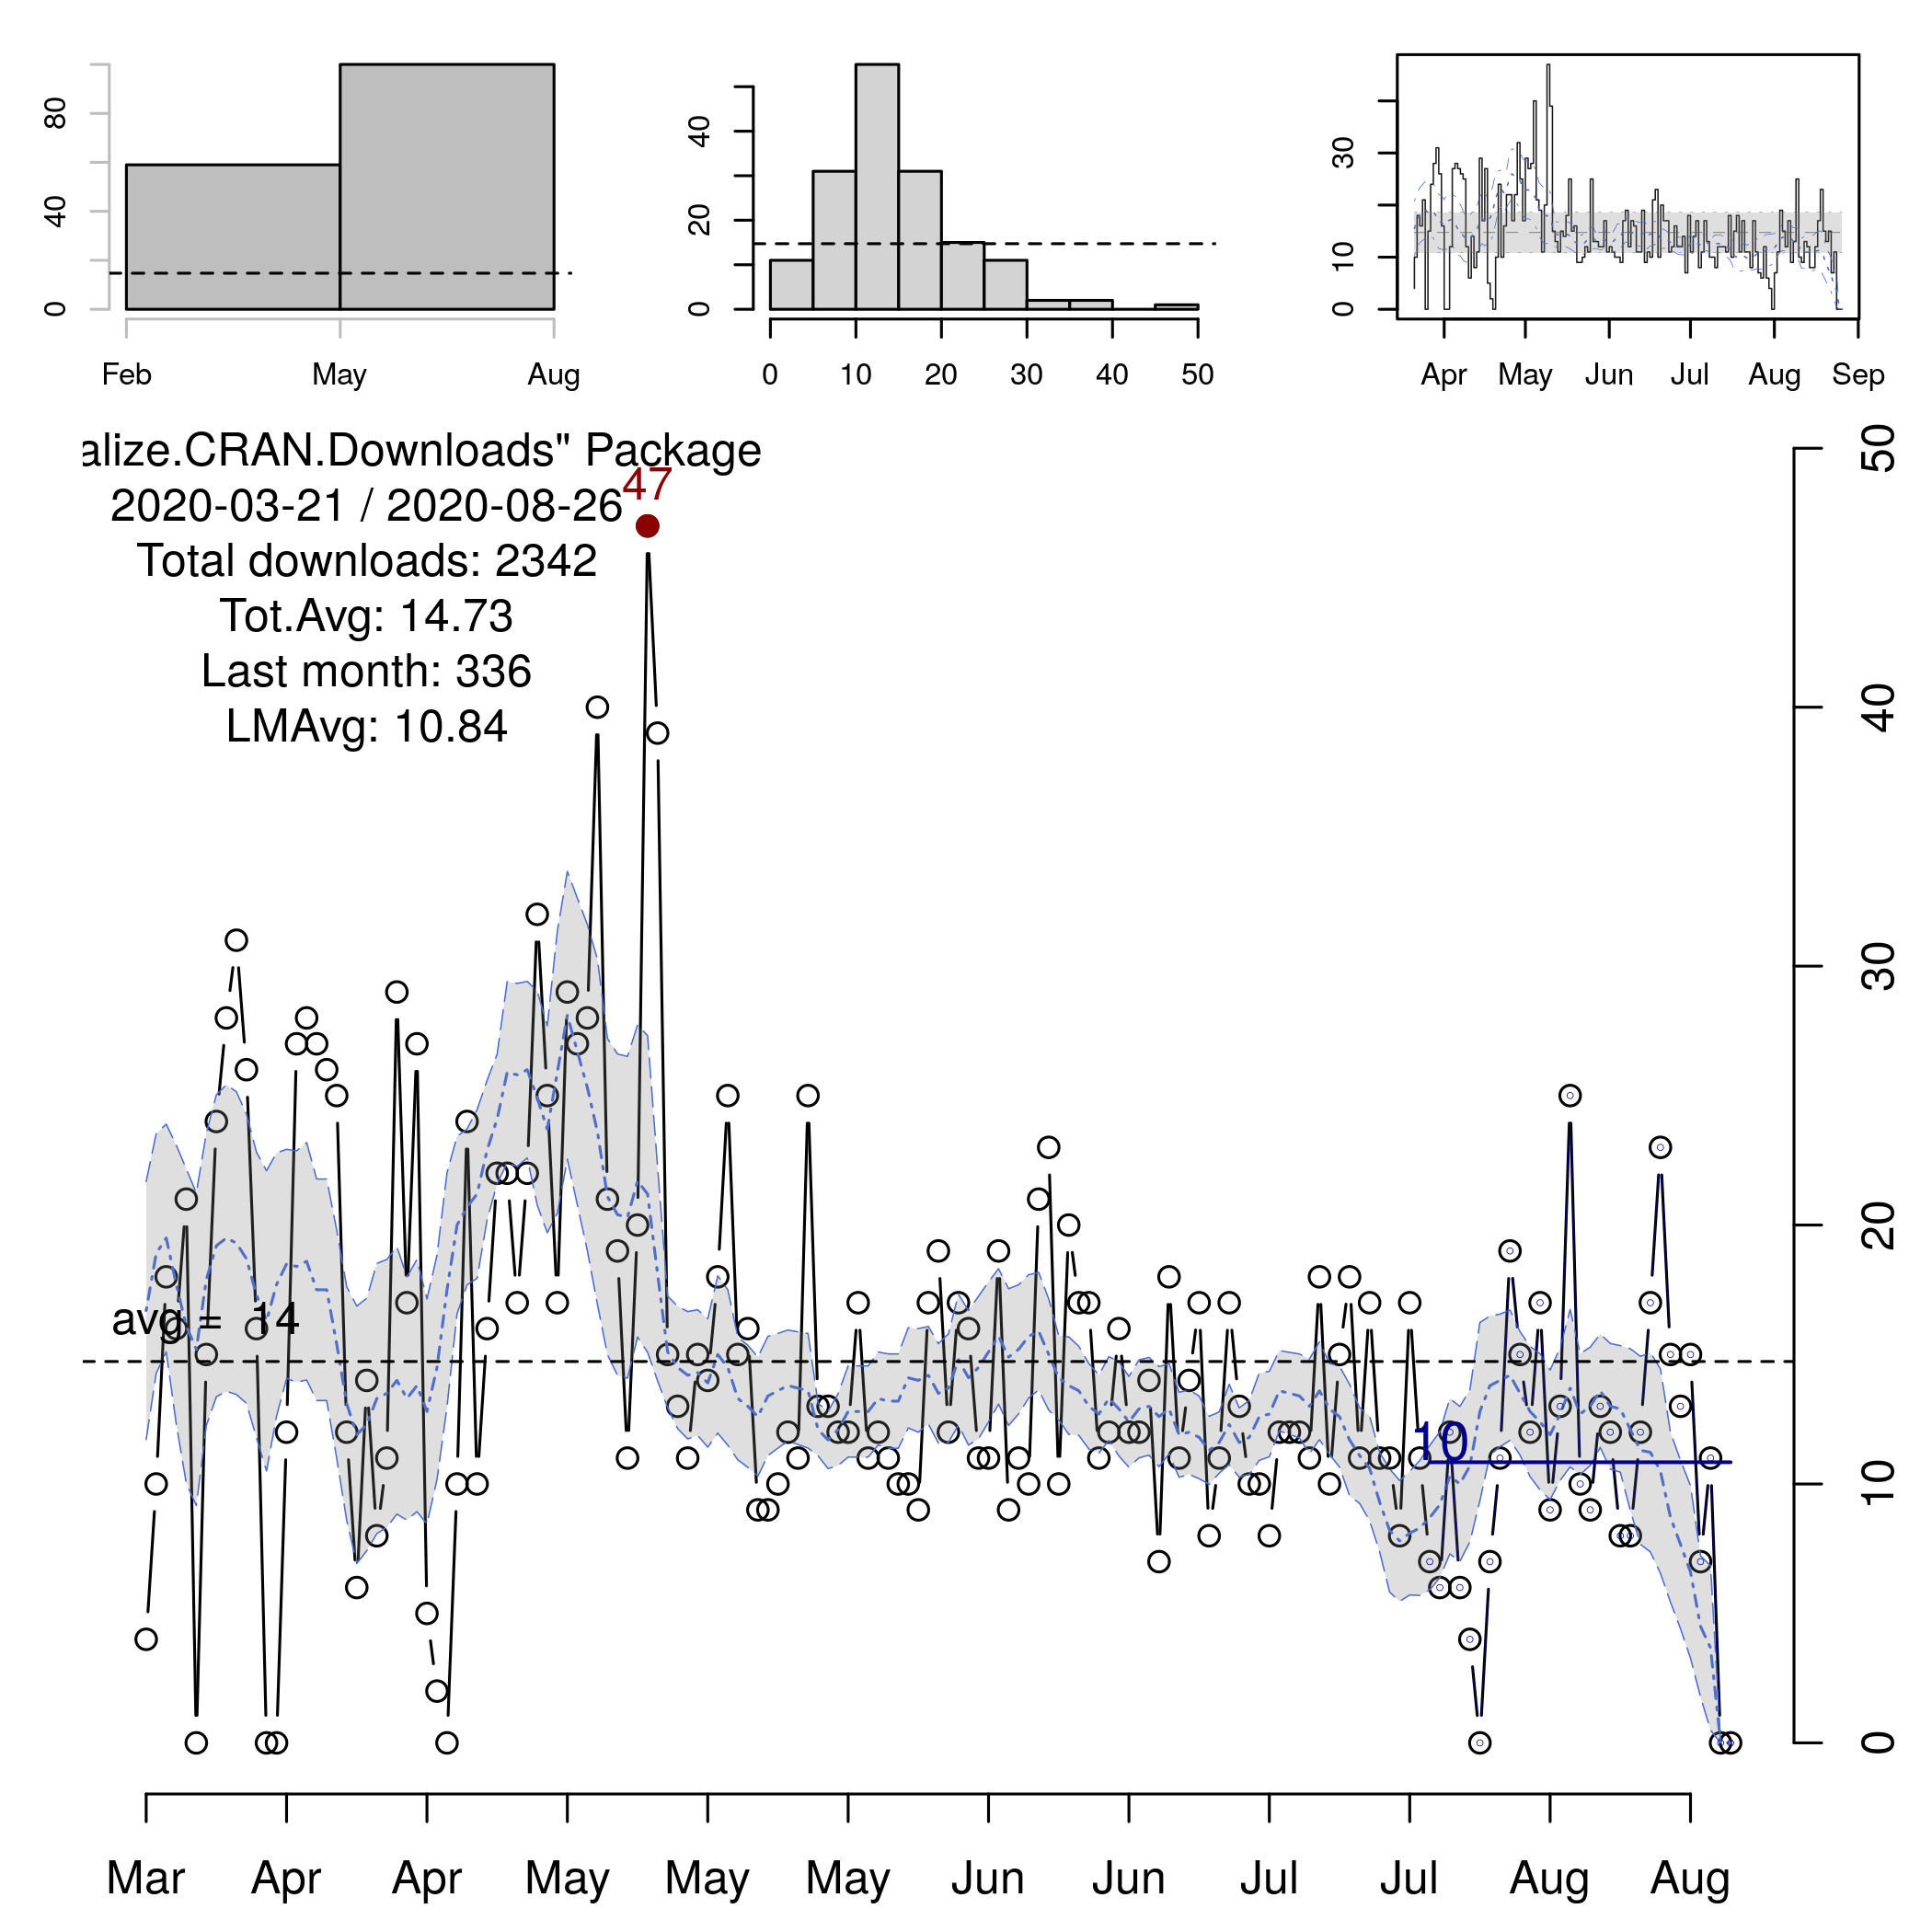 80
40
0
Feb May Aug
40
20
0
0 10 20 30 40 50
30
10
0
Apr May Jun Jul Aug Sep
alize.CRAN.Downloads" Package
2020-03-21 / 2020-08-26
47
Total downloads: 2342
Tot.Avg: 14.73
Last month: 336
LMAvg: 10.84
avg = 14
10
50
40
30
20
10
0
Mar Apr Apr May May May Jun Jun Jul Jul Aug Aug